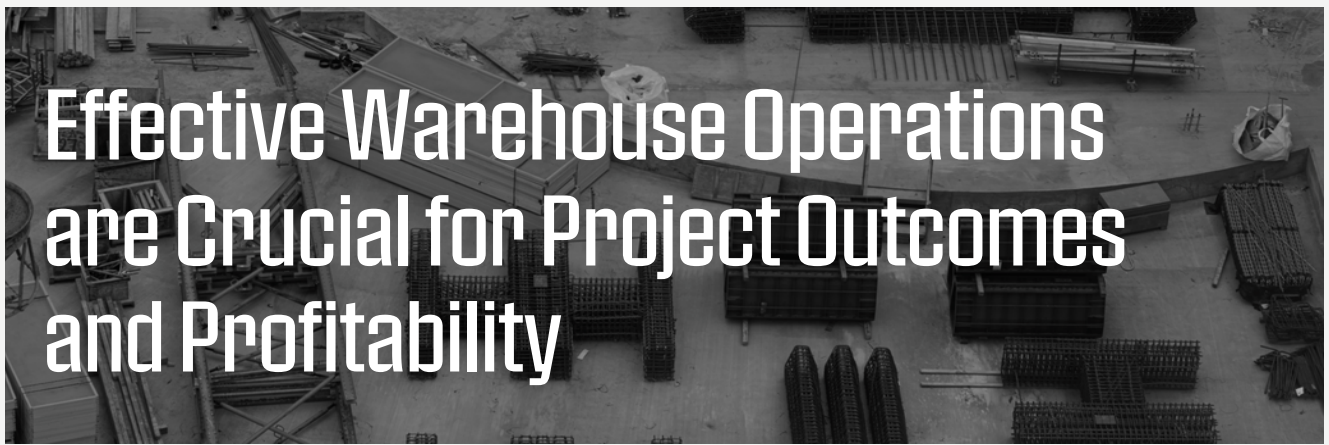 Effective Warehouse Operations
are Crucial for Project Outcomes
and Profitability